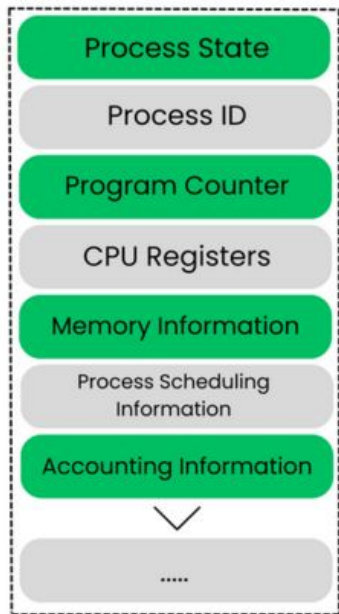 Process State
Process ID
Program Counter
CPU Registers
Memory Information
Process Scheduling
Information
Accounting Information
.....